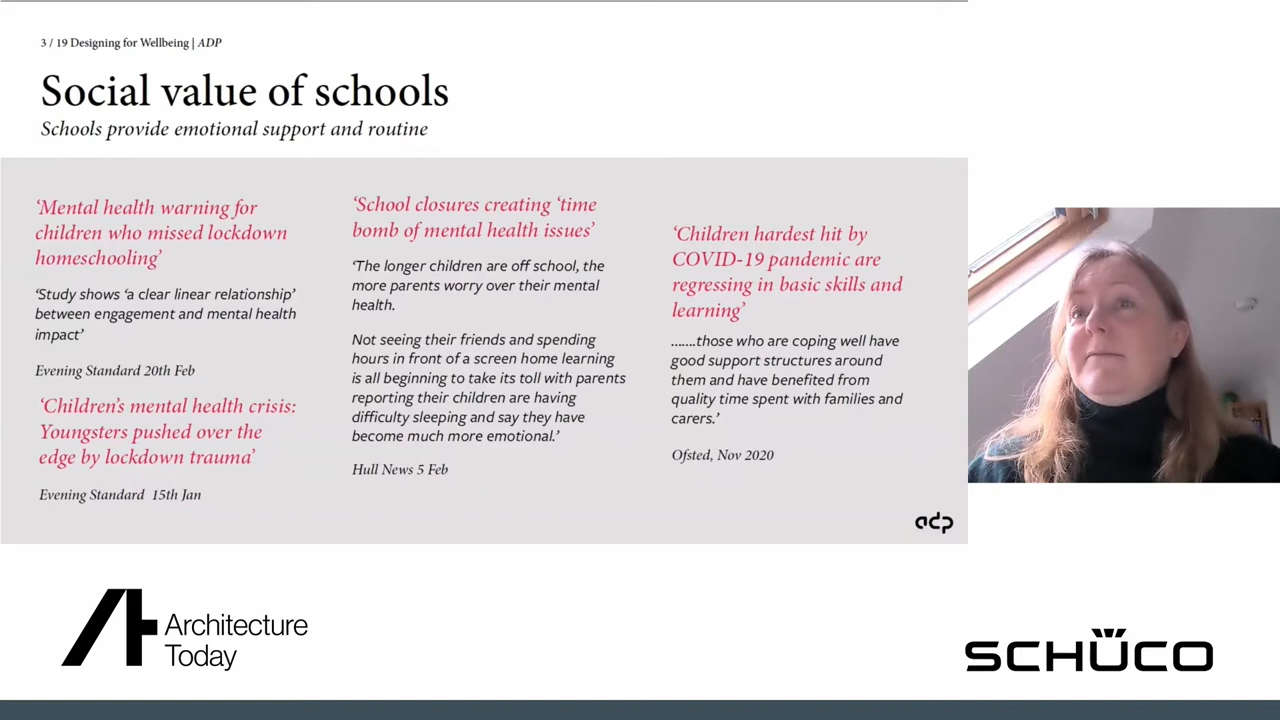 3 / 19 Designing for Wellbeing | ADP
Social value of schools
Schools provide emotional support and routine
‘Mental health warning for
children who missed lockdown
homeschooling’
‘Study shows ‘a clear linear relationship’
between engagement and mental health
impact’
Evening Standard 20th Feb
‘Children’s mental health crisis:
Youngsters pushed over the
edge by lockdown trauma’
Evening Standard 15th Jan
‘School closures creating ‘time
bomb of mental health issues’
‘The longer children are off school, the
more parents worry over their mental
health.
Not seeing their friends and spending
hours in front of a screen home learning
is all beginning to take its toll with parents
reporting their children are having
difficulty sleeping and say they have
become much more emotional.’
Hull News 5 Feb
‘Children hardest hit by
COVID-19 pandemic are
regressing in basic skills and
learning’
.......those who are coping well have
good support structures around
them and have benefited from
quality time spent with families and
carers.’
Ofsted, Nov 2020
adp
AT Architecture
Today
SCHÜCO